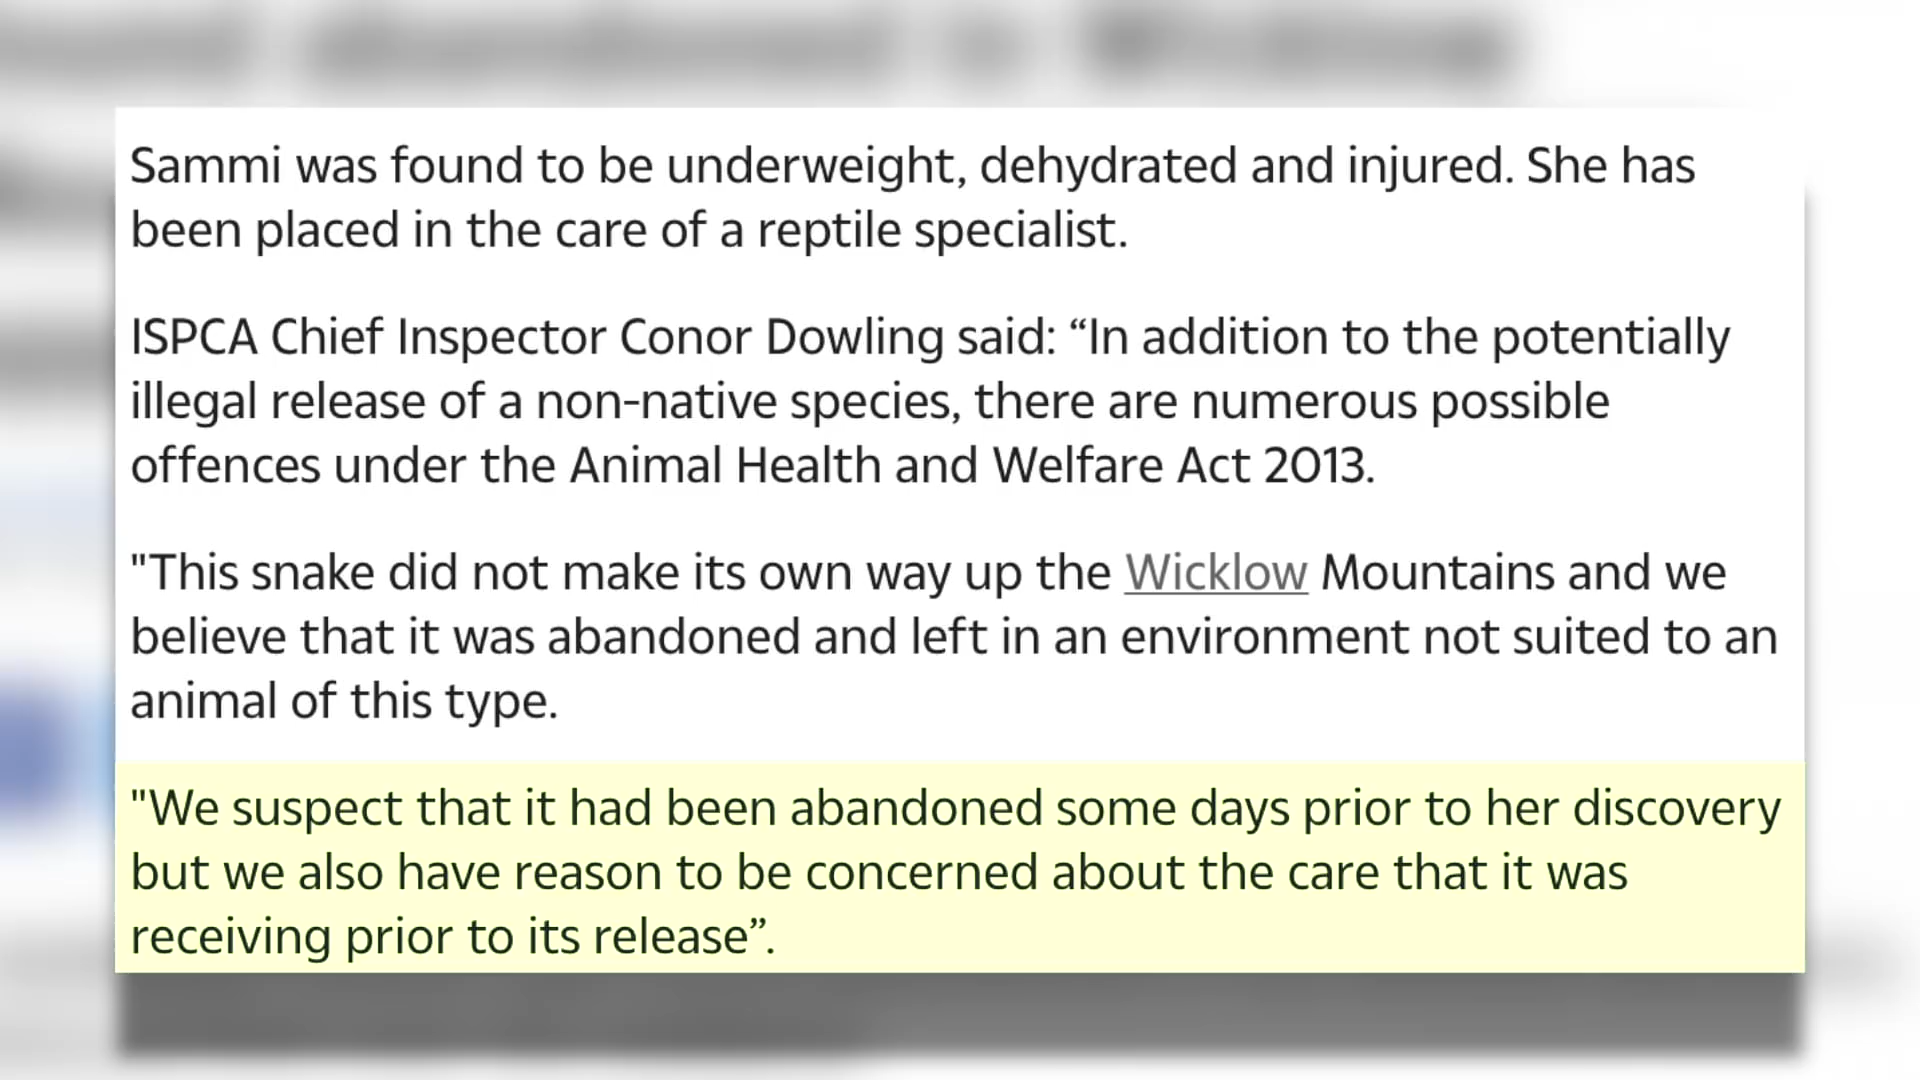 Sammi was found to be underweight, dehydrated and injured. She has
been placed in the care of a reptile specialist.
ISPCA Chief Inspector Conor Dowling said: “In addition to the potentially
illegal release of a non-native species, there are numerous possible
offences under the Animal Health and Welfare Act 2013.
"This snake did not make its own way up the Wicklow Mountains and we
believe that it was abandoned and left in an environment not suited to an
animal of this type.
"We suspect that it had been abandoned some days prior to her discovery
but we also have reason to be concerned about the care that it was
receiving prior to its release”.